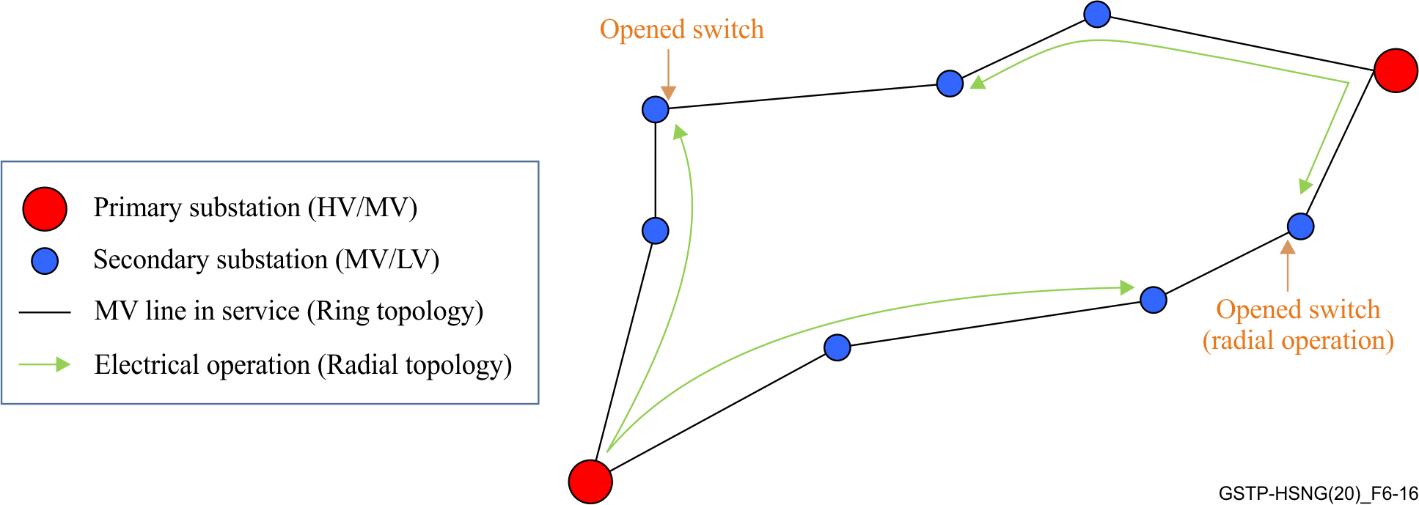 Opened switch
Primary substation (HV/MV)
Secondary substation (MV/LV)
MV line in service (Ring topology)
Electrical operation (Radial topology)
Opened switch
(radial operation)
GSTP-HSNG(20)_F6-16